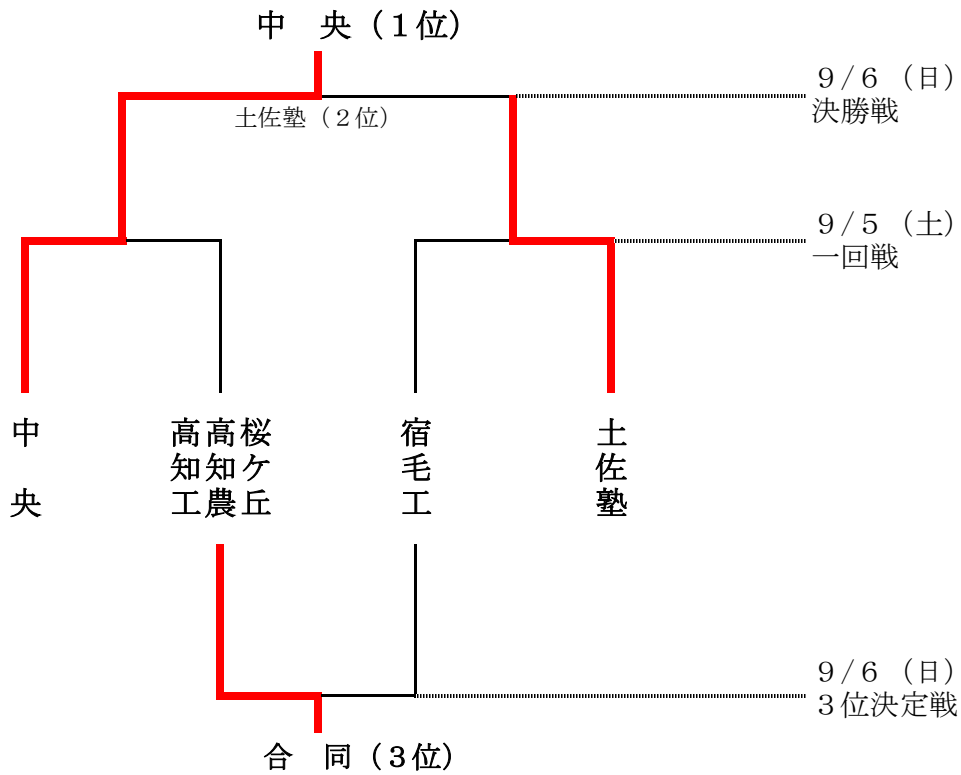 中　央（１位）
９/６（日）
決勝戦
土佐塾（２位）
９/５（土）
一回戦
中　央
桜ケ丘
高知農
高知工
宿毛工
土佐塾
９/６（日）
３位決定戦
合　同（３位）